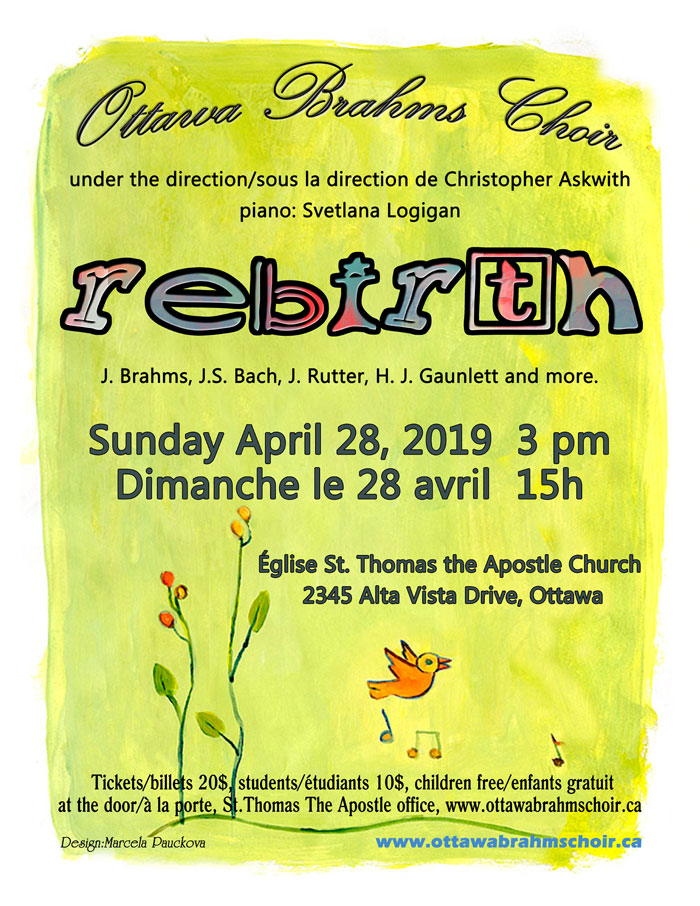 Ottawa Brahms Choir
under the direction/sous la direction de Christopher Askwith
piano: Svetlana Logigan
rebirth
J. Brahms, J.S. Bach, J. Rutter, H. J. Gaunlett and more.
Sunday April 28, 2019 3 pm
Dimanche le 28 avril 15h
Église St. Thomas the Apostle Church
2345 Alta Vista Drive, Ottawa
Tickets/billets 20$, students/étudiants 10$, children free/enfants gratuit
at the door/à la porte, St.Thomas The Apostle office, www.ottawabrahmschoir.ca
Design:Marcela Pauckova
www.ottawabrahmschoir.ca